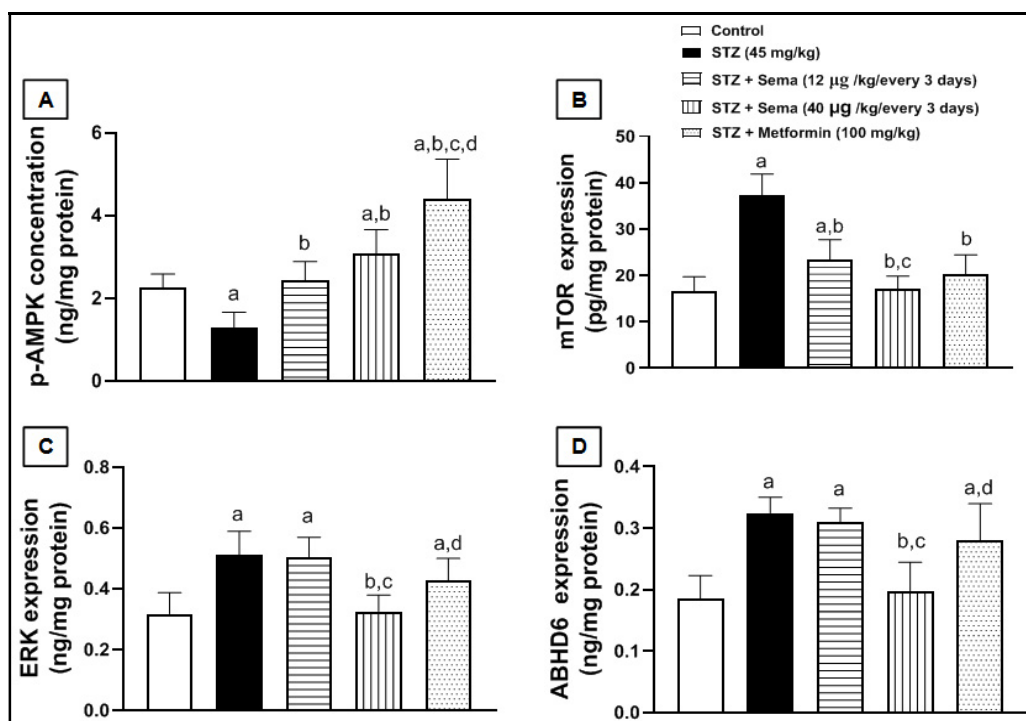 Control
STZ (45 mg/kg)
STZ + Sema (12 µg /kg/every 3 days)
STZ + Sema (40 µg /kg/every 3 days)
STZ + Metformin (100 mg/kg)
A
p-AMPK concentration
(ng/mg protein)
6
4
2
0
a
b
a,b
a,b,c,d
B
mTOR expression
(pg/mg protein)
50
40
30
20
10
0
a
a,b
b,c
b
C
ERK expression
(ng/mg protein)
0.8
0.6
0.4
0.2
0.0
a
a
b,c
a,d
D
ABHD6 expression
(ng/mg protein)
0.4
0.3
0.2
0.1
0.0
a
a
b,c
a,d